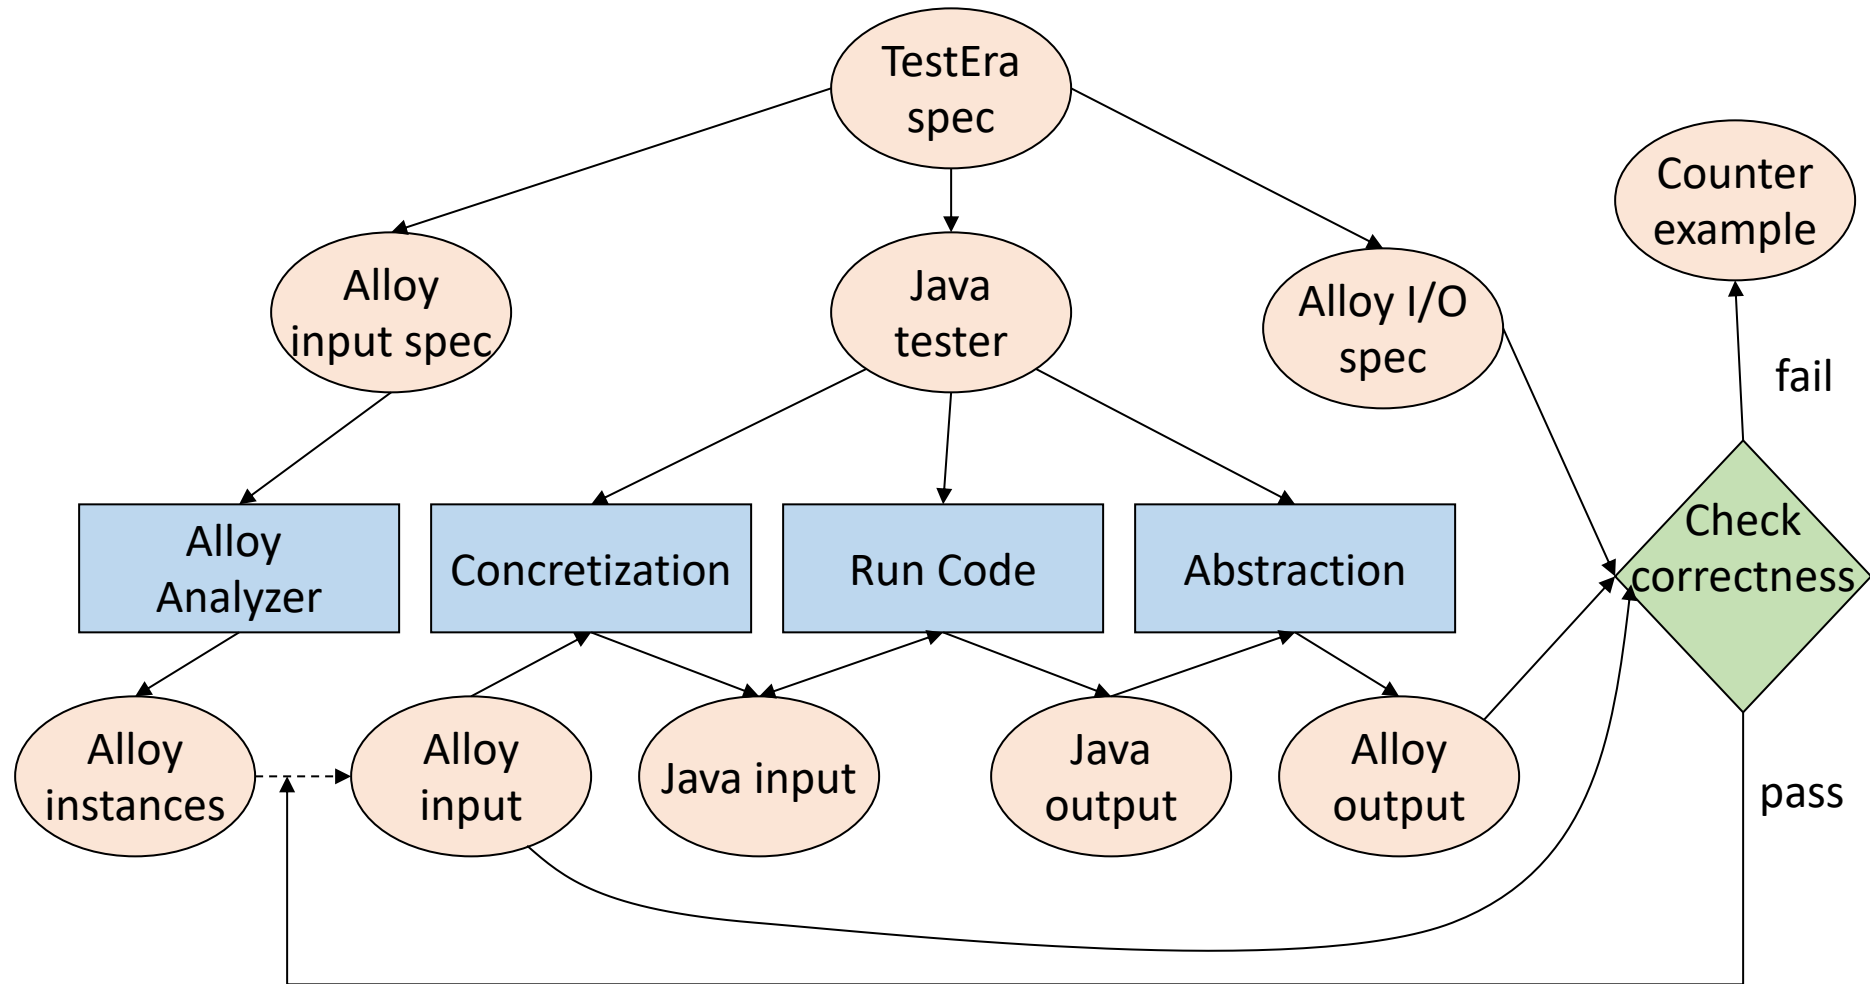 TestEra
spec
Counter
example
Alloy
input spec
Java
tester
Alloy I/O
spec
fail
Alloy
Analyzer
Concretization
Run Code
Abstraction
Check
correctness
Alloy
instances
Alloy
input
Java input
Java
output
Alloy
output
pass